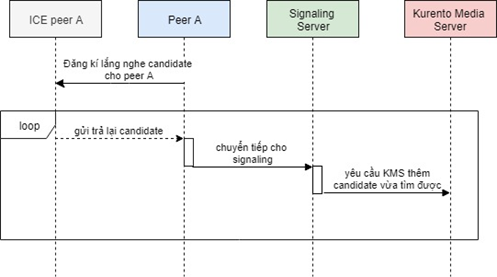 ICE peer A
Peer A
Signaling
Server
Kurento Media
Server
Đăng kí lắng nghe candidate
cho peer A
loop
gửi trả lại candidate
chuyển tiếp cho
signaling
yêu cầu KMS thêm
candidate vừa tìm được